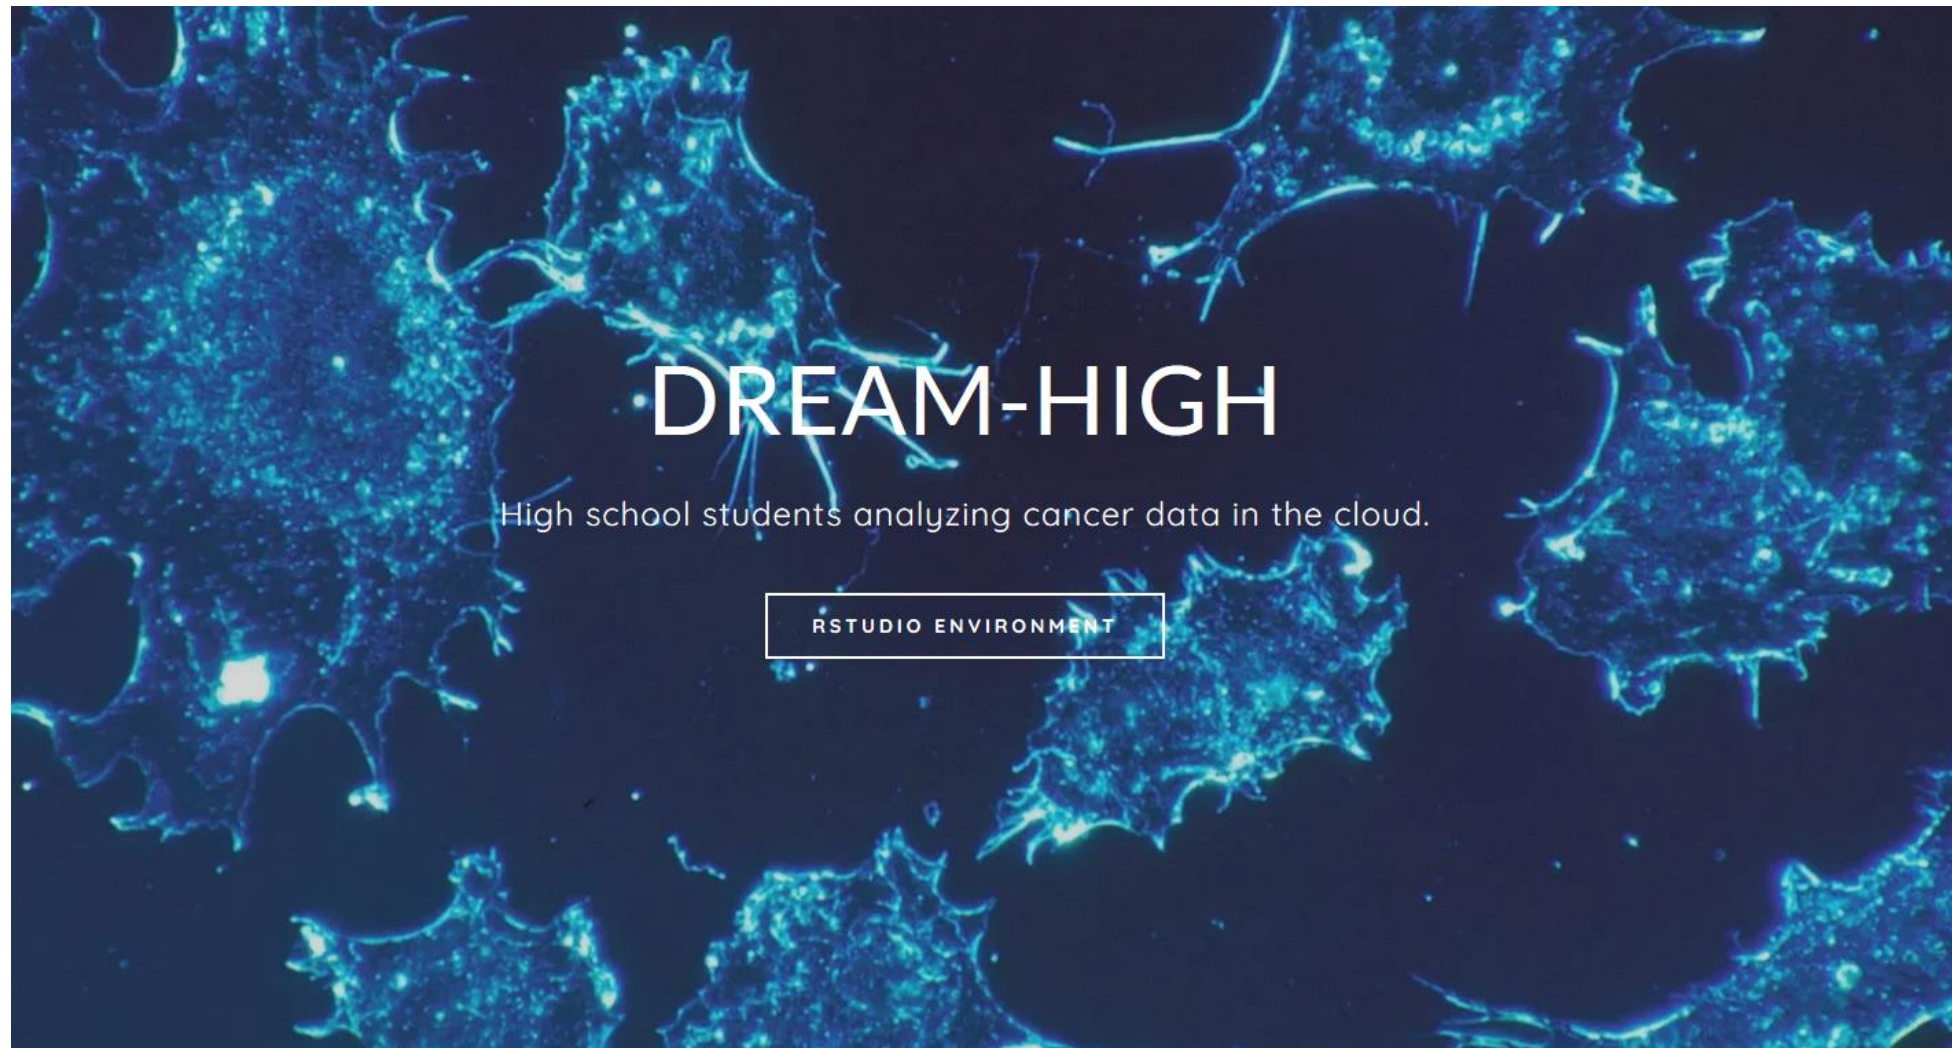 DREAM-HIGH
High school students analyzing cancer data in the cloud.
RSTUDIO ENVIRONMENT